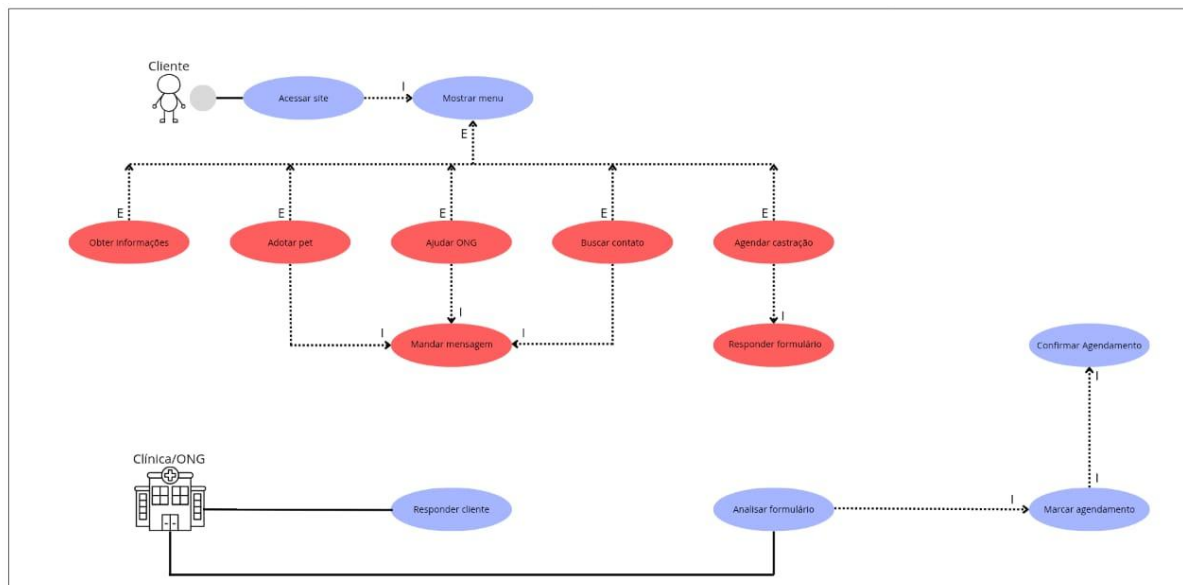 Cliente
Acessar site
I
Mostrar menu
E
E
E
E
E
E
Obter informações
Adotar pet
Ajudar ONG
Buscar contato
Agendar castração
I
I
I
I
Mandar mensagem
Responder formulário
Confirmar Agendamento
I
Clínica/ONG
I
I
Responder cliente
Analisar formulário
Marcar agendamento